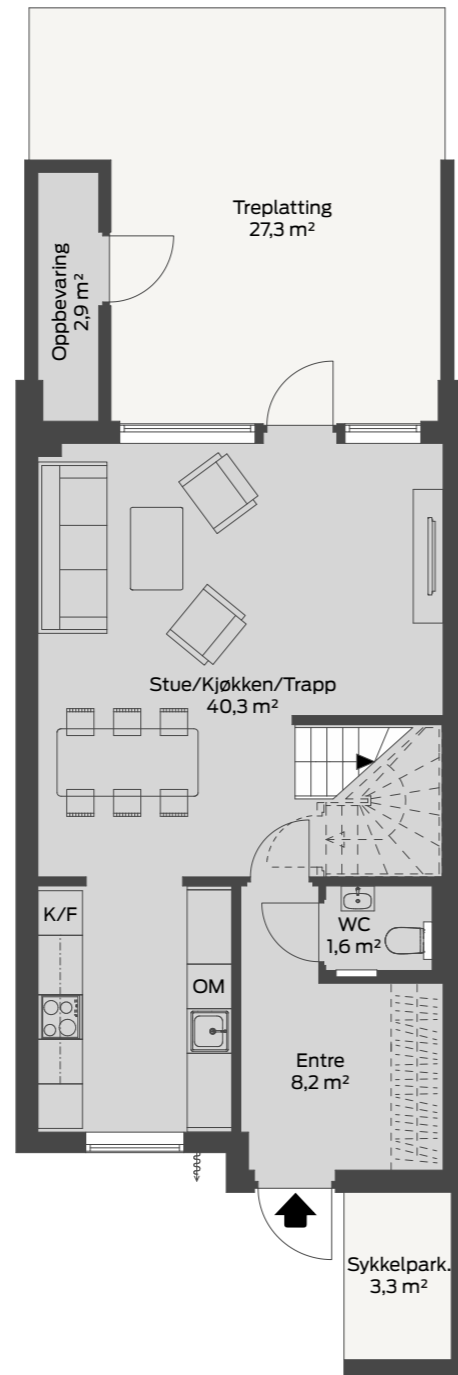 Treplatting
27,3 m²
Oppbevaring
2,9 m²
Stue/Kjøkken/Trapp
40,3 m²
K/F
WC
1,6 m²
OM
Entre
8,2 m²
Sykkelpark.
3,3 m²